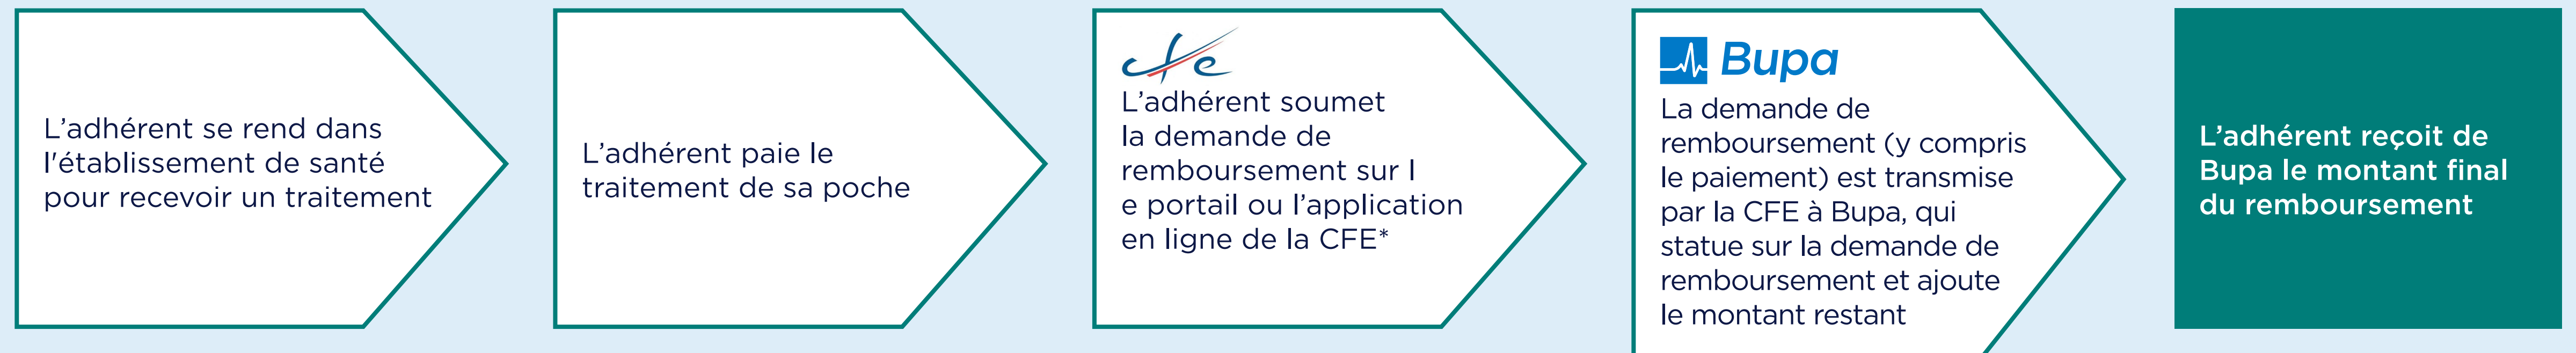 L’adhérent se rend dans
l'établissement de santé
pour recevoir un traitement
L’adhérent paie le
traitement de sa poche
cfe
L’adhérent soumet
la demande de
remboursement sur l
e portail ou l’application
en ligne de la CFE*
Bupa
La demande de
remboursement (y compris
le paiement) est transmise
par la CFE à Bupa, qui
statue sur la demande de
remboursement et ajoute
le montant restant
L’adhérent reçoit de
Bupa le montant final
du remboursement